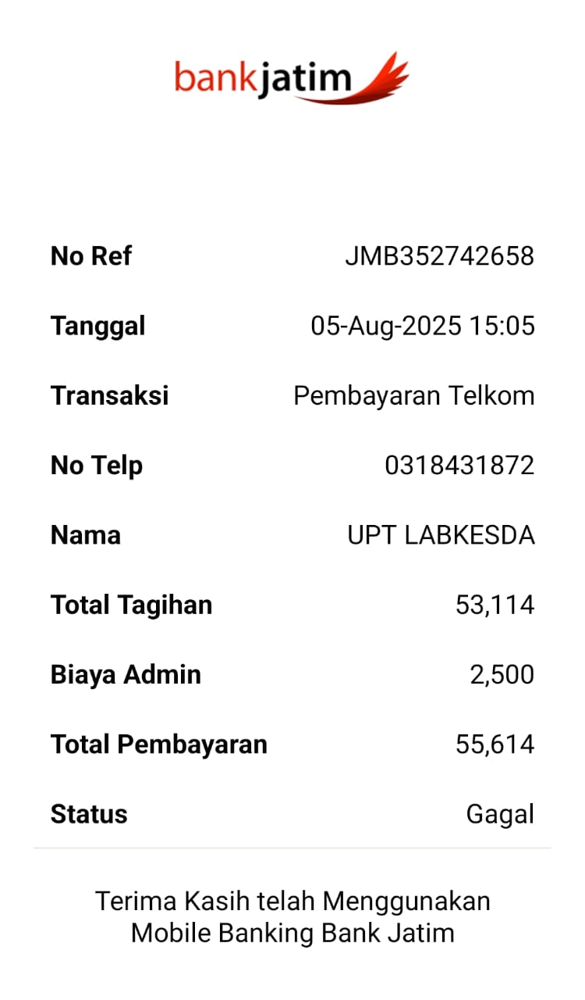 bankjatim
No Ref JMB352742658
Tanggal 05-Aug-2025 15:05
Transaksi Pembayaran Telkom
No Telp 0318431872
Nama UPT LABKESDA
Total Tagihan 53,114
Biaya Admin 2,500
Total Pembayaran 55,614
Status Gagal
Terima Kasih telah Menggunakan
Mobile Banking Bank Jatim